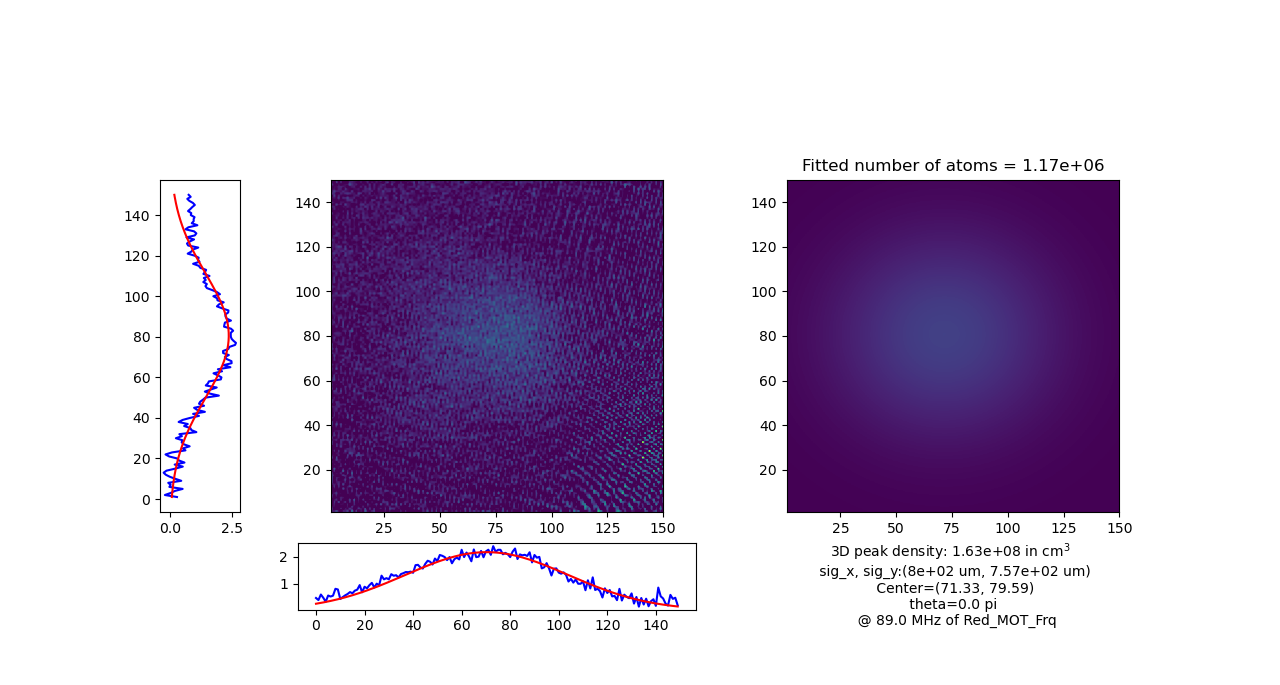 Fitted number of atoms = 1.17e+06
140
120
100
80
60
40
20
0
0.0 2.5
140
120
100
80
60
40
20
25 50 75 100 125 150
140
120
100
80
60
40
20
25 50 75 100 125 150
2
1
0 20 40 60 80 100 120 140
3D peak density: 1.63e+08 in cm³
sig_x, sig_y:(8e+02 um, 7.57e+02 um)
Center=(71.33, 79.59)
theta=0.0 pi
@ 89.0 MHz of Red_MOT_Frq